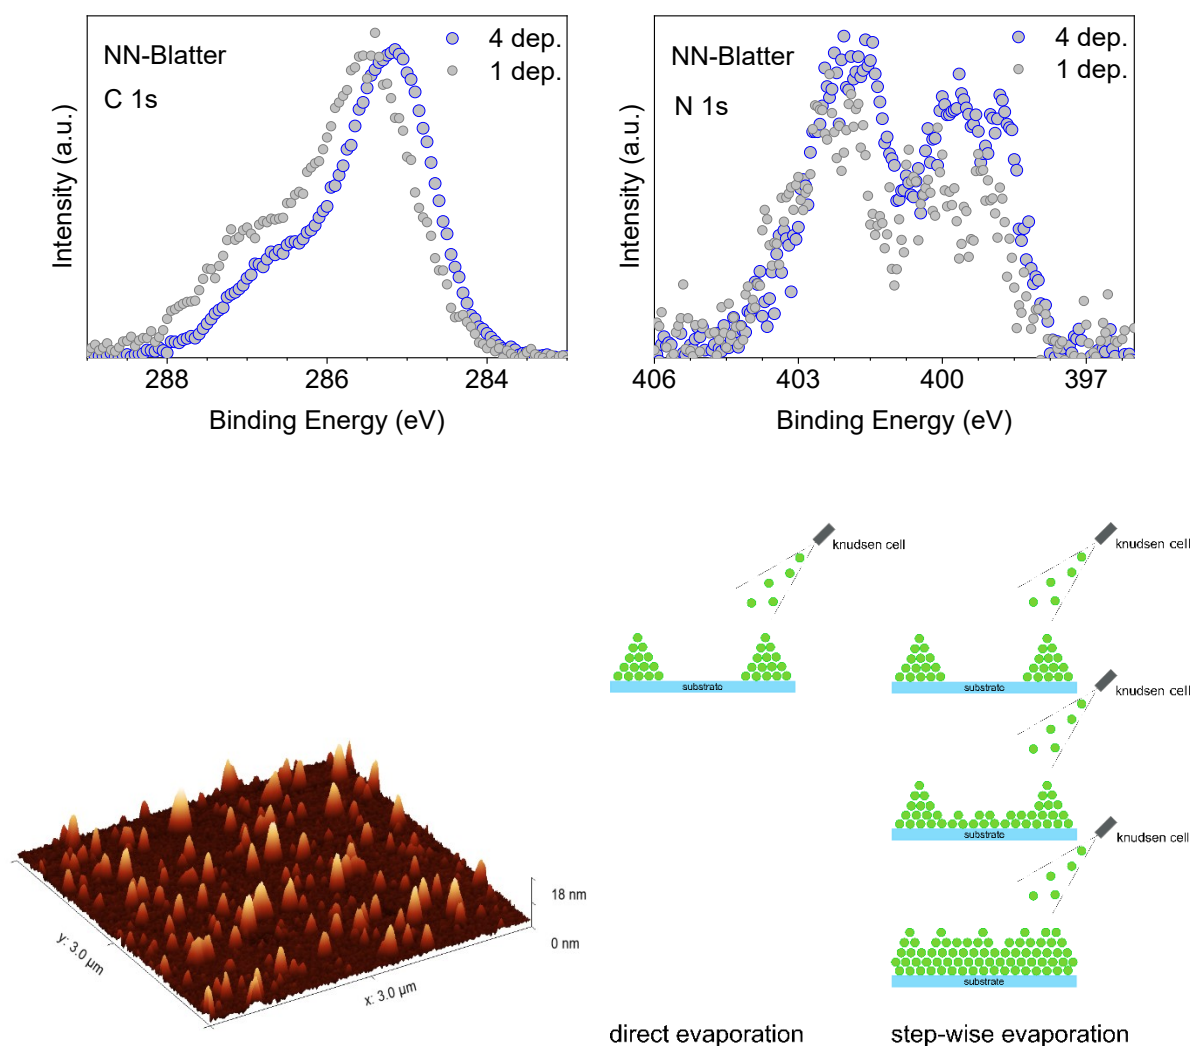 NN-Blatter
C 1s
4 dep.
1 dep.
Intensity (a.u.)
288
286
284
Binding Energy (eV)
NN-Blatter
N 1s
4 dep.
1 dep.
Intensity (a.u.)
406
403
400
397
Binding Energy (eV)
18 nm
0 nm
y: 3.0 µm
x: 3.0 µm
knudsen cell
substrate
direct evaporation
knudsen cell
substrate
knudsen cell
substrate
knudsen cell
substrate
step-wise evaporation